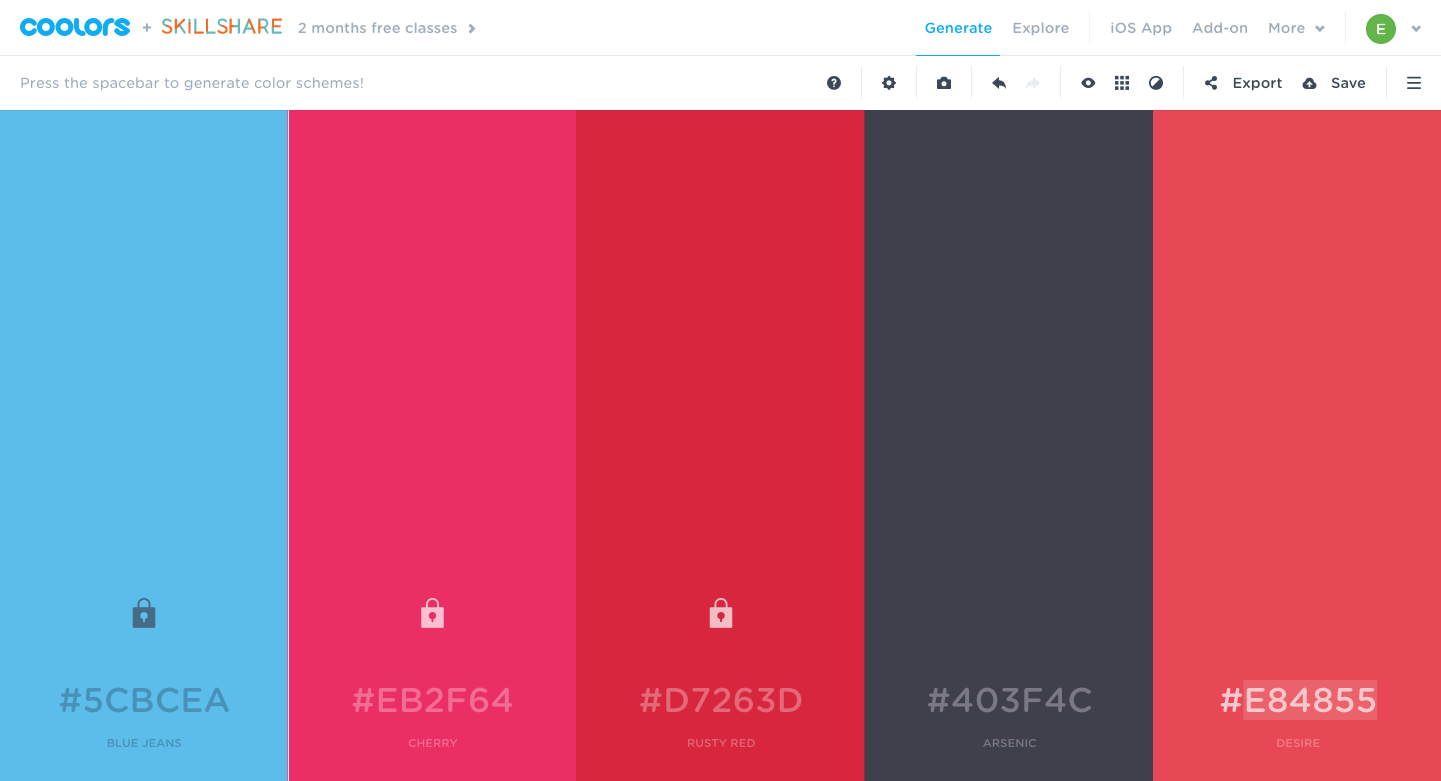 coolors + SKILLSHARE 2 months free classes Generate Explore iOS App Add-on More E
Press the spacebar to generate color schemes! Export Save
#5CBCEA #EB2F64 #D7263D #403F4C #E84855
BLUE JEANS CHERRY RUSTY RED ARSENIC DESIRE